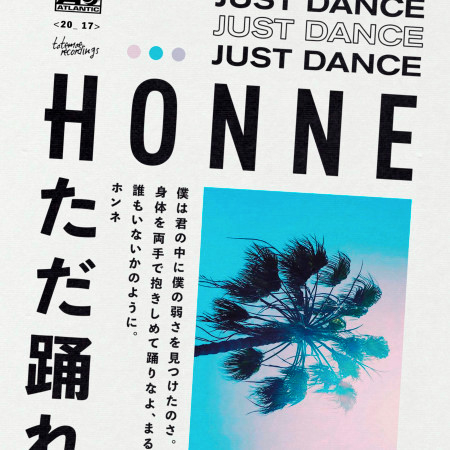 ATLANTIC
<20_17>
tatemae recordings
JUST DANCE
JUST DANCE
JUST DANCE
HONNE
ただ踊れ
僕は君の中に僕の弱さを見つけたのさ。
身体を両手で抱きしめて踊りなよ、まる
誰もいないかのように。
ホンネ